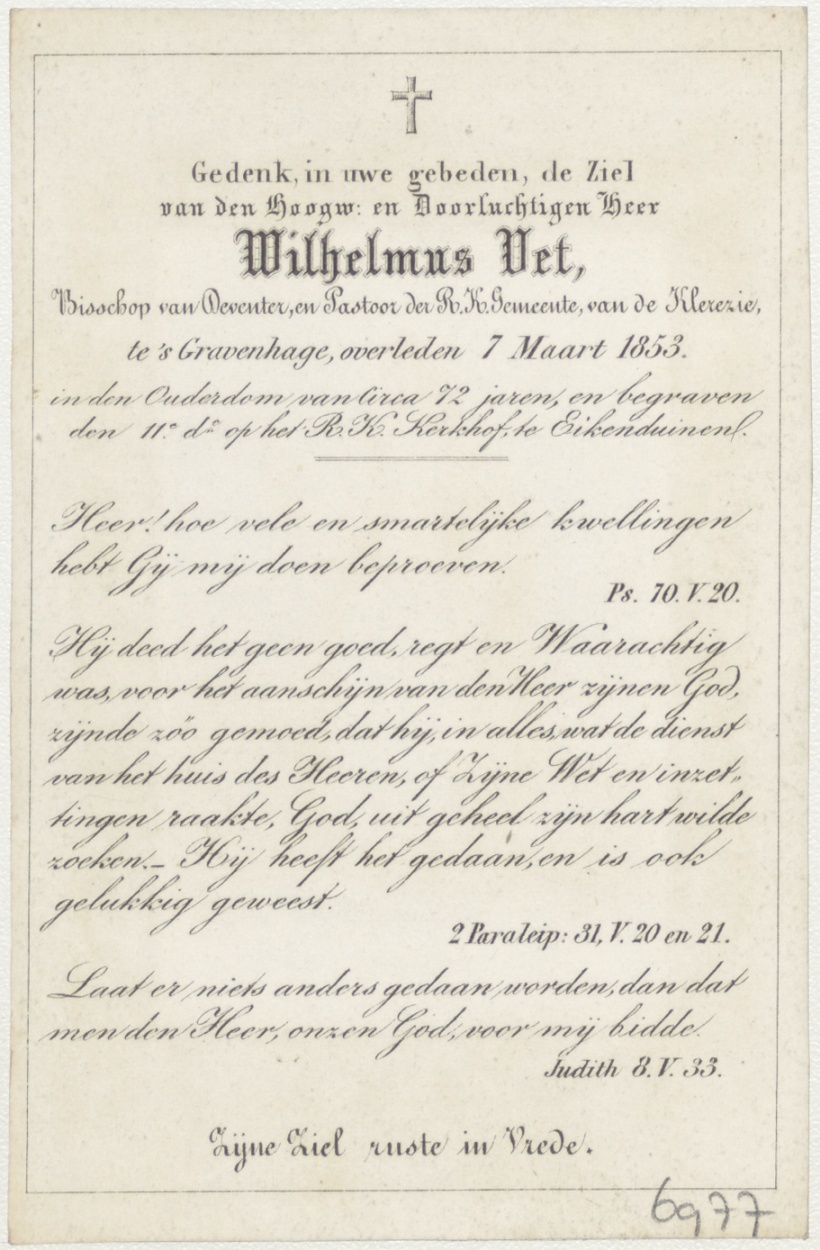 Gedenk, in uwe gebeden, de Ziel
van den Hoogw: en Doorluchtigen Heer
Wilhelmus Vet,
Bisschop van Deventer, en Pastoor der R.K. Gemeente, van de Klerezie,
te 's Gravenhage, overleden 7 Maart 1853.
in den Ouderdom van Circa 72 jaren, en begraven
den 11e do op het R.K. Kerkhof, te Eikenduinen.
Heer! hoe vele en smartelijke kwellingen
hebt Gij mij doen beproeven.
Ps. 70. V. 20.
Hij deed het geen goed, regt en Waarachtig
was, voor het aanschijn van den Heer zijnen God,
zijnde zóó gemoed, dat hij, in alles, wat de dienst
van het huis des Heeren, of Zijne Wet en inzet„
tingen raakte, God, uit geheel zijn hart wilde
zoeken. – Hij heeft het gedaan, en is ook
gelukkig geweest.
2 Paraleip: 31, V. 20 en 21.
Laat er niets anders gedaan worden, dan dat
men den Heer, onzen God, voor mij bidde.
Judith 8. V. 33.
Zijne Ziel ruste in Vrede.
6977